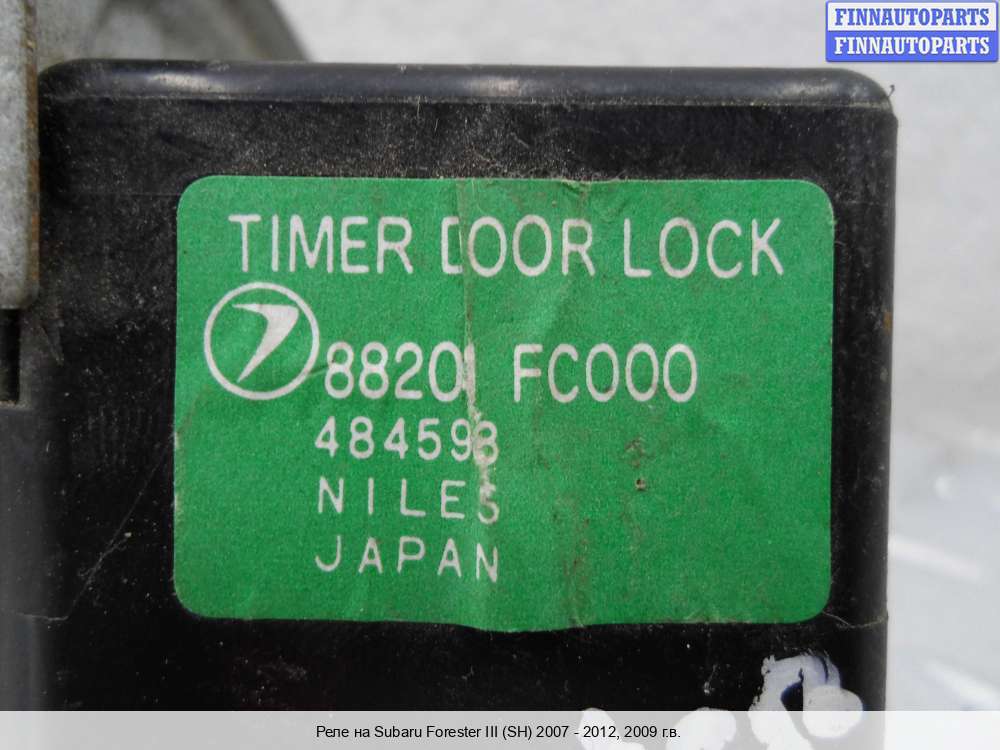 FINNAUTOPARTS
FINNAUTOPARTS
TIMER DOOR LOCK
88201 FC000
484598
NILES
JAPAN
Реле на Subaru Forester III (SH) 2007 - 2012, 2009 г.в.